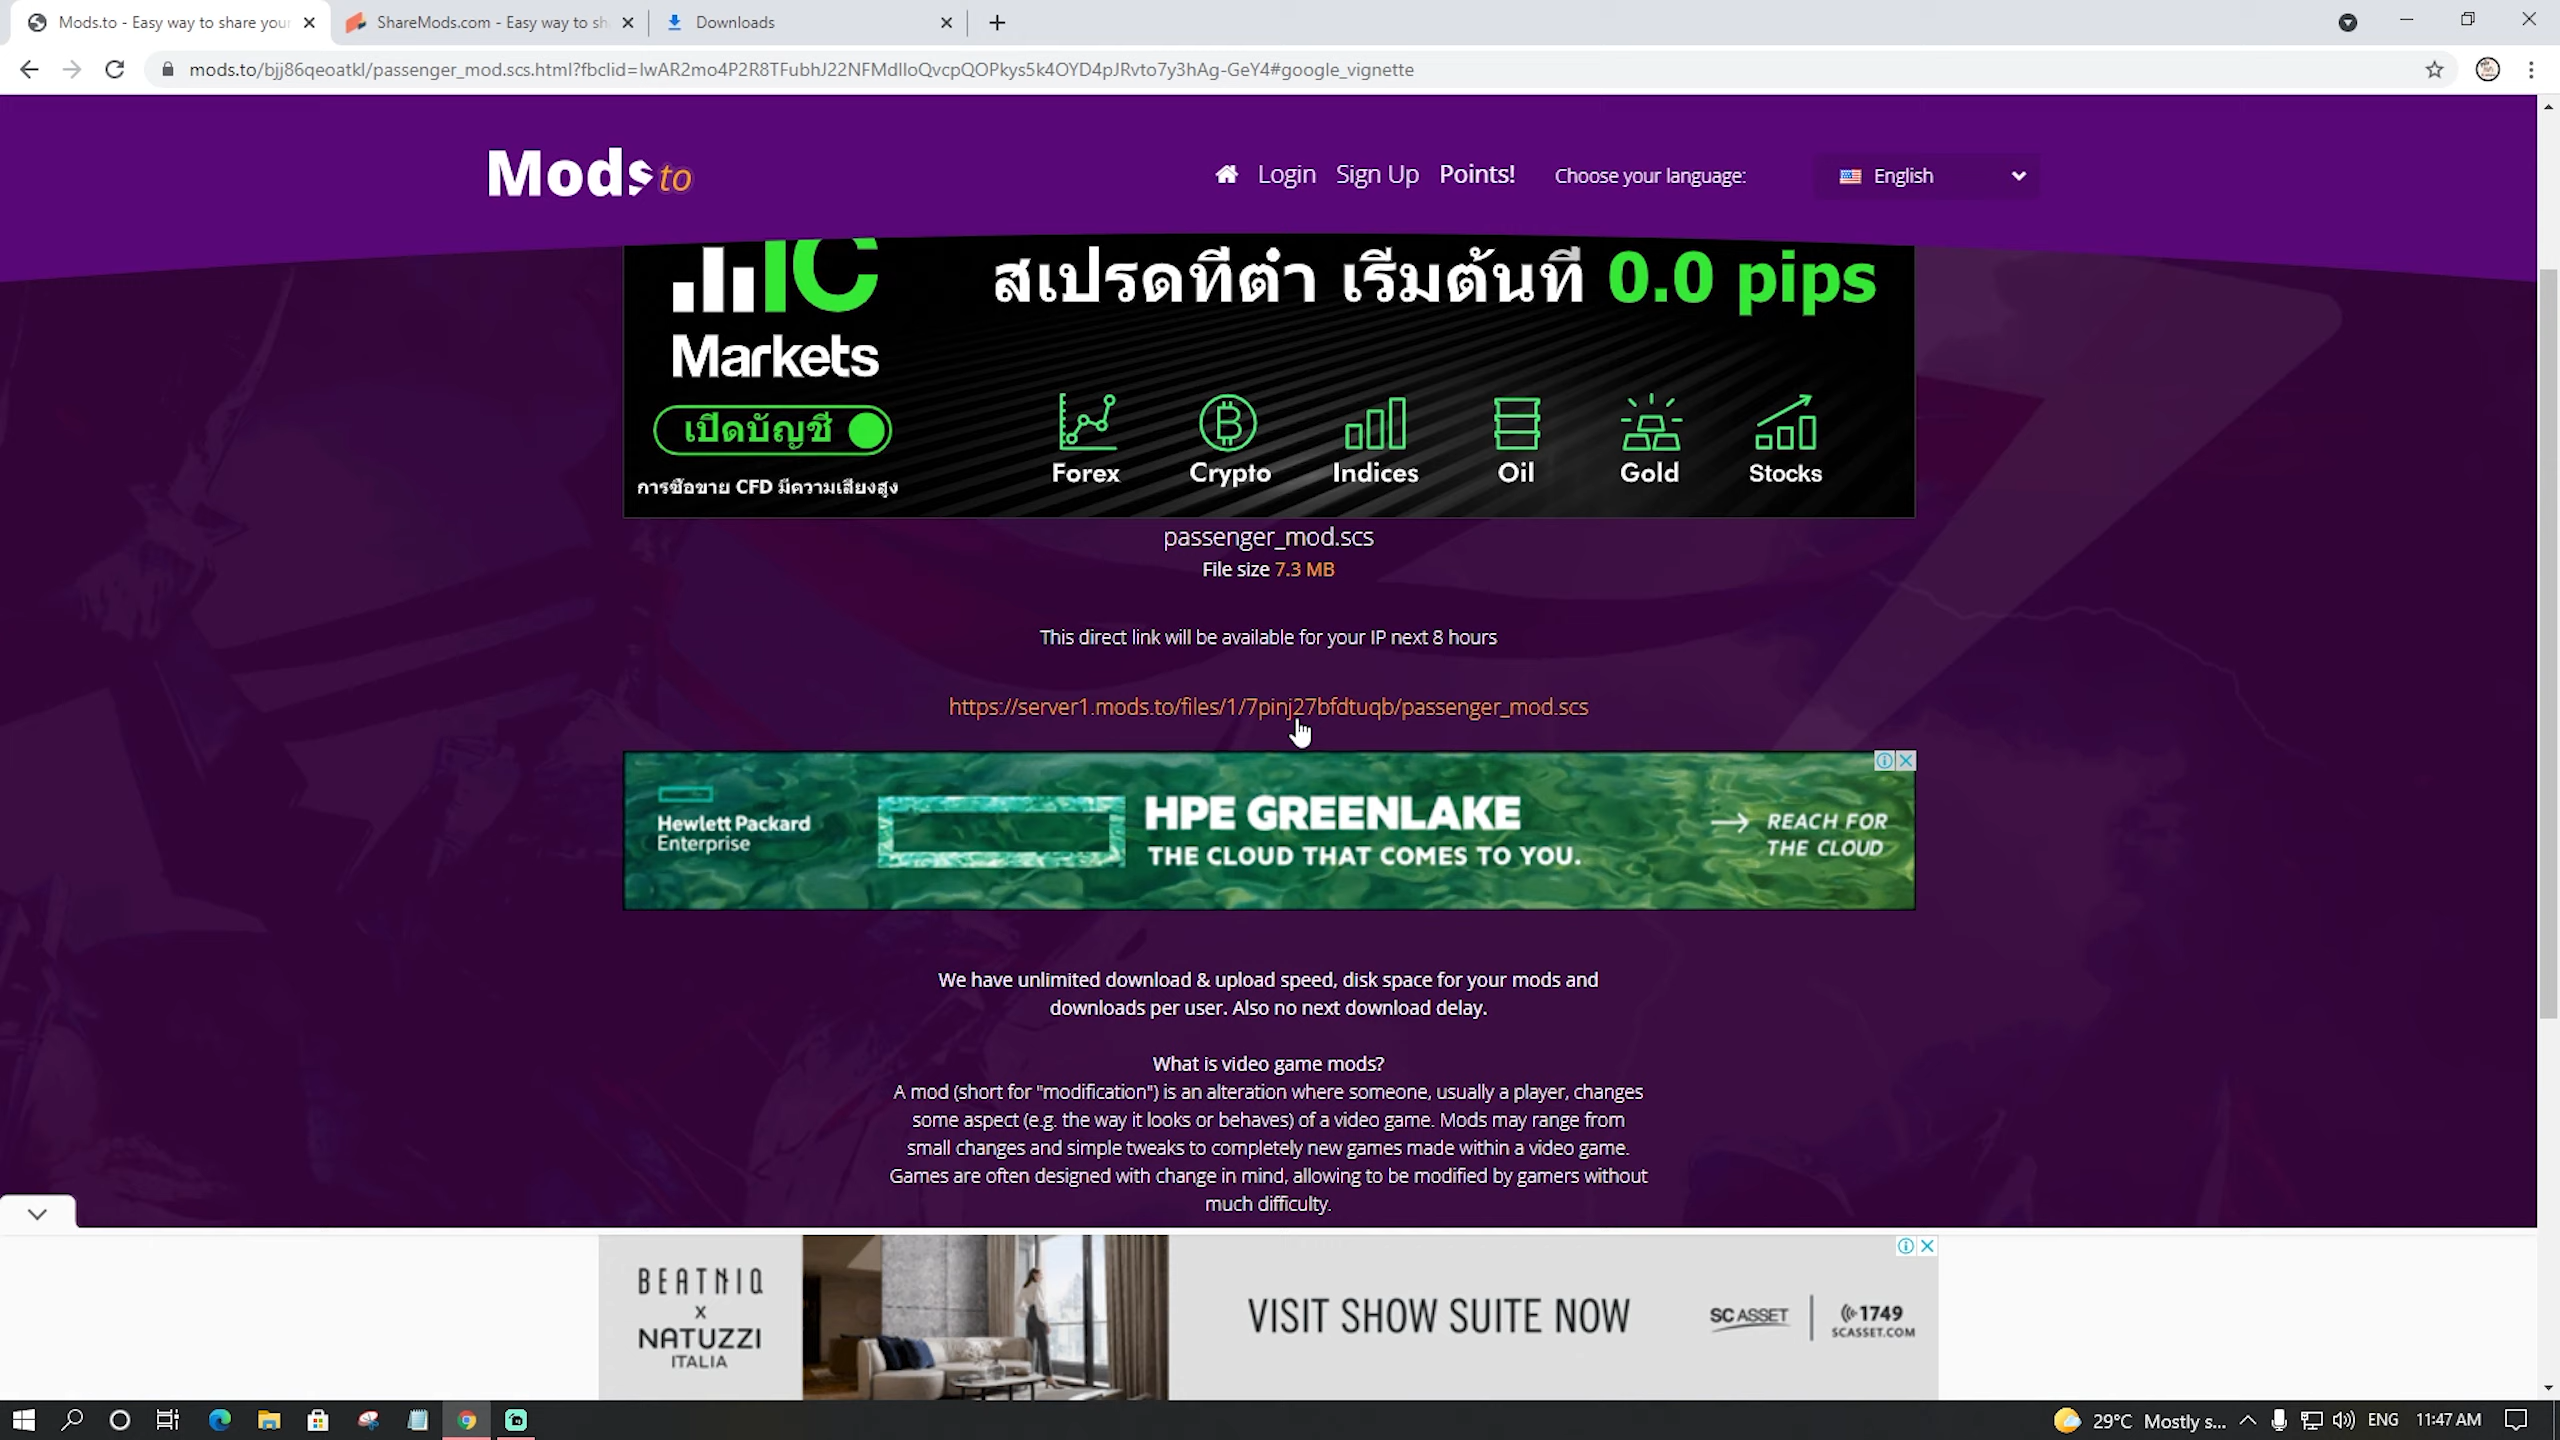 Mods.to - Easy way to share your
ShareMods.com - Easy way to sh
Downloads
mods.to/bjj86qeoatkl/passenger_mod.scs.html?fbclid=IwAR2mo4P2R8TFubhJ22NFMdlIoQvcpQOPkys5k4OYD4pJRvto7y3hAg-GeY4#google_vignette
Mods to
Login Sign Up Points! Choose your language: English
IC
Markets
สเปรดที่ต่ำ เริ่มต้นที่ 0.0 pips
เปิดบัญชี
การซื้อขาย CFD มีความเสี่ยงสูง
Forex Crypto Indices Oil Gold Stocks
passenger_mod.scs
File size 7.3 MB
This direct link will be available for your IP next 8 hours
https://server1.mods.to/files/1/7pinj27bfdtuqb/passenger_mod.scs
Hewlett Packard
Enterprise
HPE GREENLAKE
THE CLOUD THAT COMES TO YOU.
REACH FOR
THE CLOUD
We have unlimited download & upload speed, disk space for your mods and
downloads per user. Also no next download delay.
What is video game mods?
A mod (short for "modification") is an alteration where someone, usually a player, changes
some aspect (e.g. the way it looks or behaves) of a video game. Mods may range from
small changes and simple tweaks to completely new games made within a video game.
Games are often designed with change in mind, allowing to be modified by gamers without
much difficulty.
BEATNIQ
X
NATUZZI
ITALIA
VISIT SHOW SUITE NOW
SC ASSET
1749
SCASSET.COM
29°C Mostly s... ENG 11:47 AM